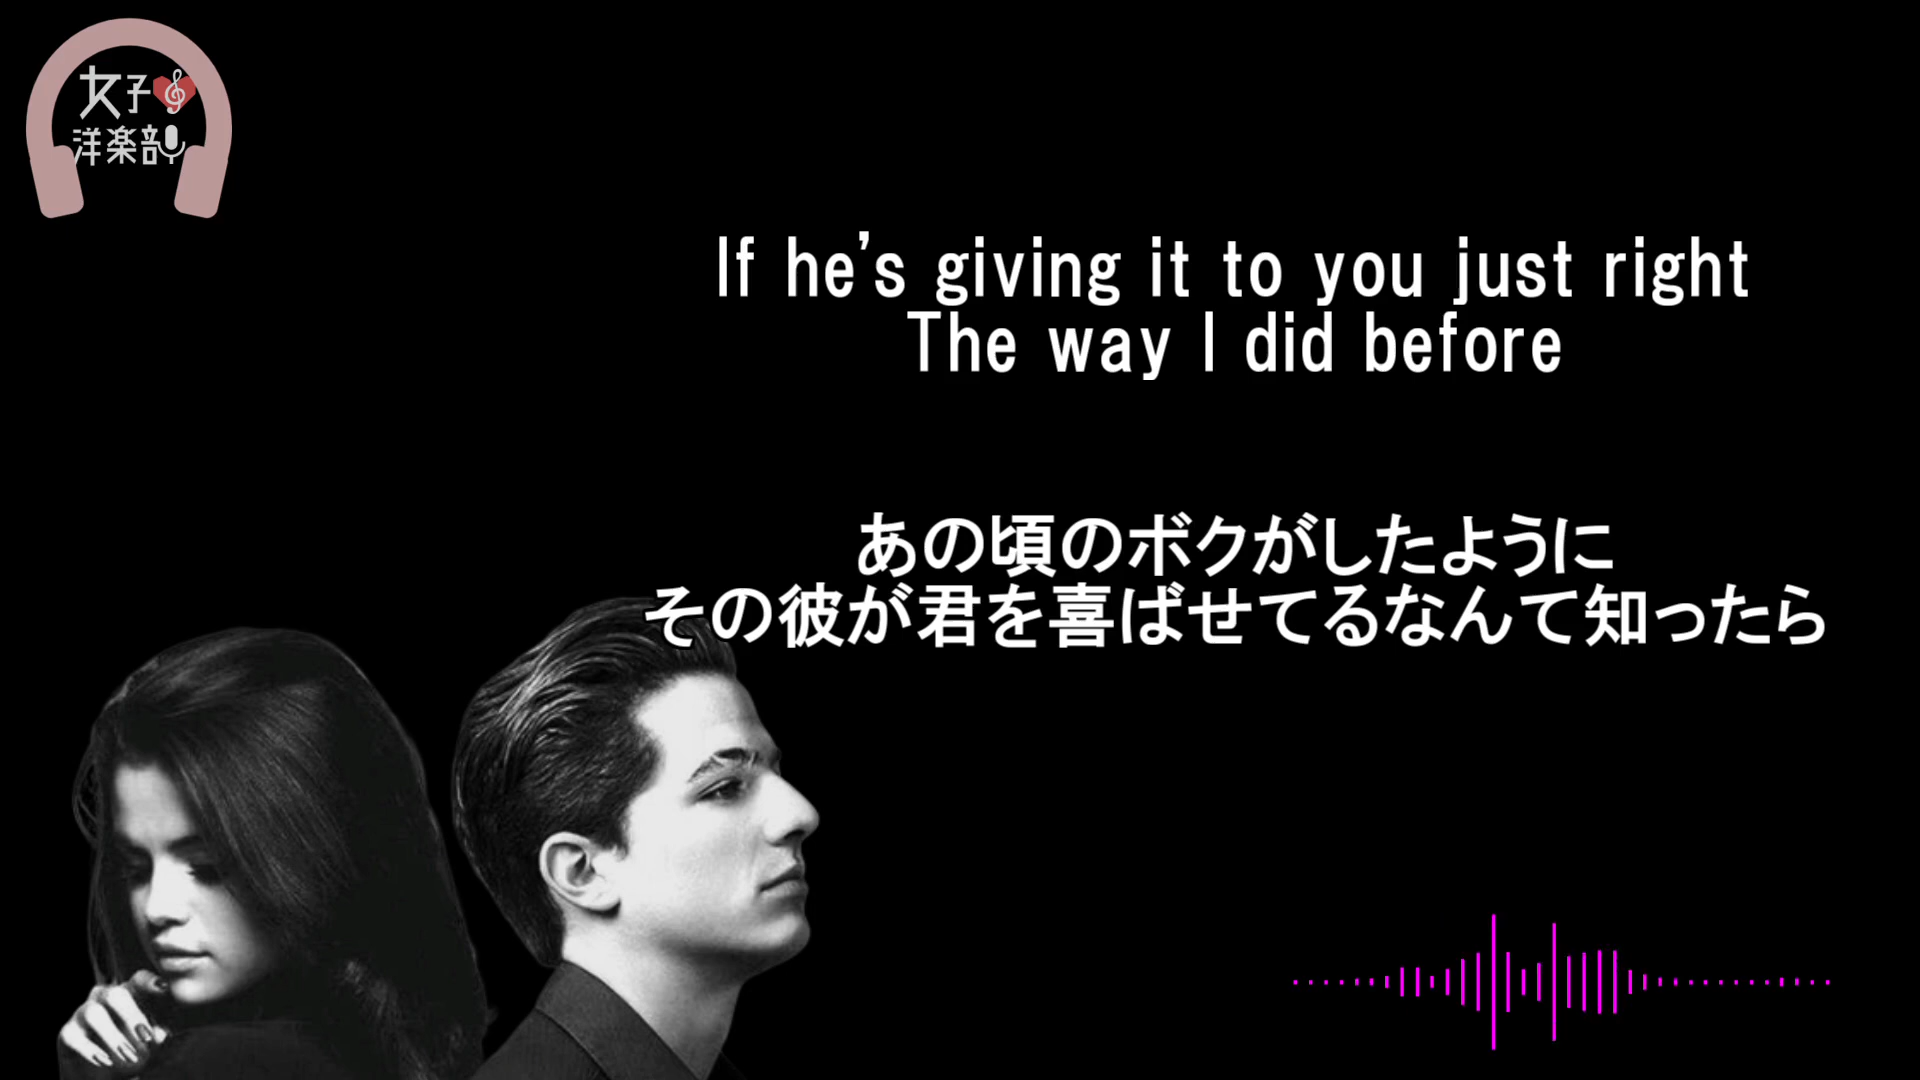 女子
洋楽部
If he’s giving it to you just right
The way I did before
あの頃のボクがしたように
その彼が君を喜ばせてるなんて知ったら